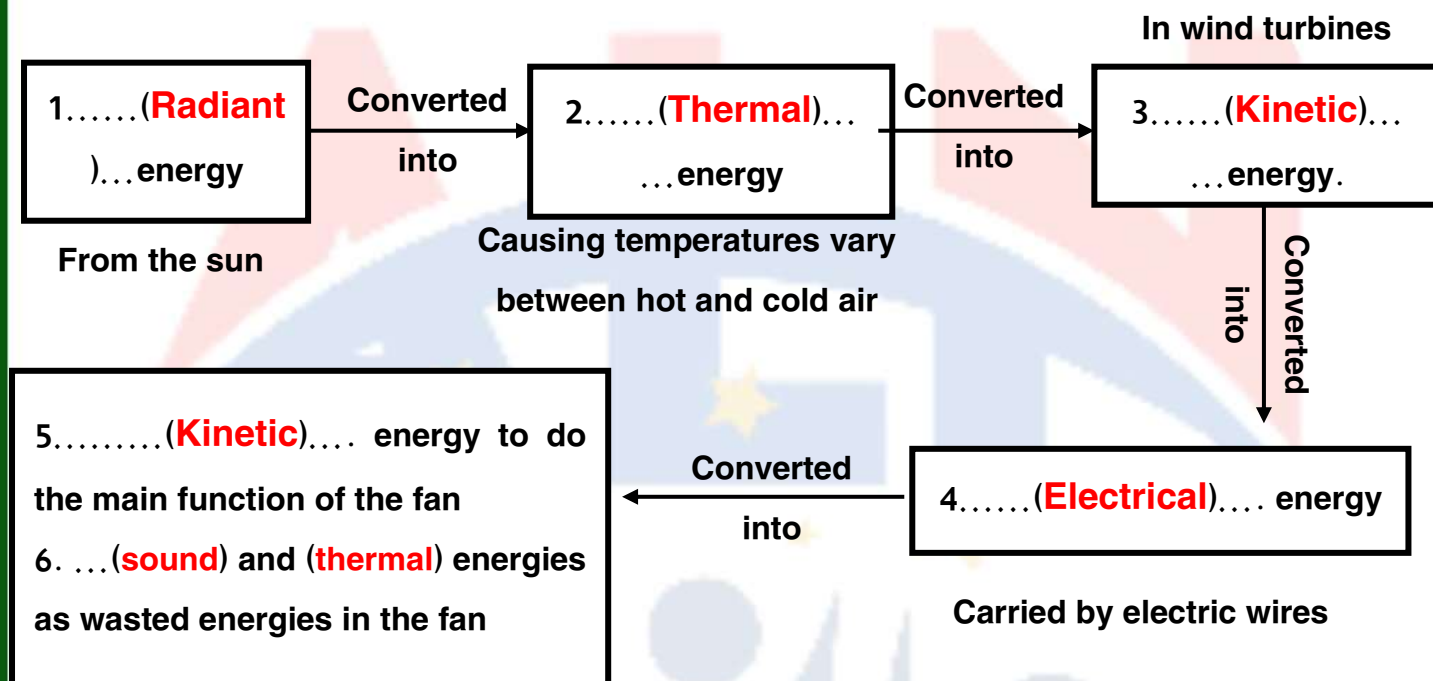 In wind turbines
1......(Radiant
)...energy
From the sun
Converted
into
2......(Thermal)...
...energy
Causing temperatures vary
between hot and cold air
Converted
into
3......(Kinetic)...
...energy.
Converted
into
4......(Electrical).... energy
Carried by electric wires
Converted
into
5.........(Kinetic).... energy to do
the main function of the fan
6. ...(sound) and (thermal) energies
as wasted energies in the fan